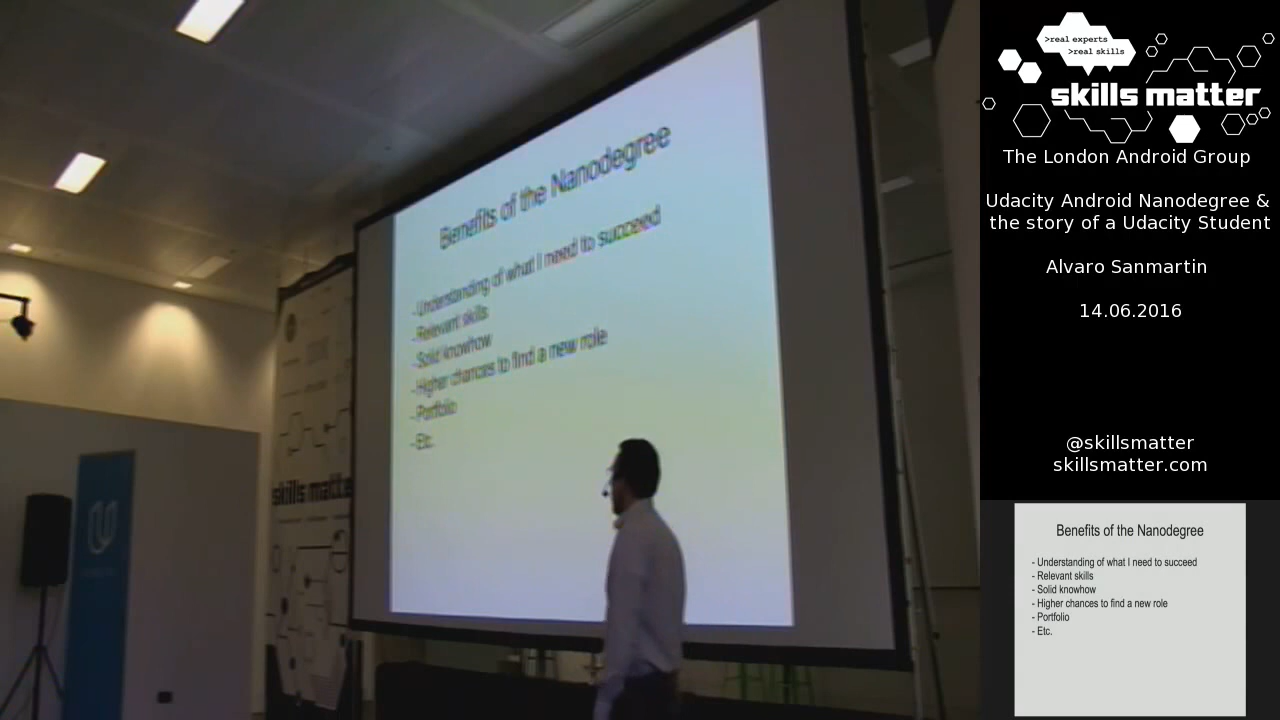 Benefits of the Nanodegree
- Understanding of what I need to succeed
- Relevant skills
- Solid knowhow
- Higher chances to find a new role
- Portfolio
- Etc.
skills matte
>real experts
>real skills
skills matter
The London Android Group
Udacity Android Nanodegree &
the story of a Udacity Student
Alvaro Sanmartin
14.06.2016
@skillsmatter
skillsmatter.com
Benefits of the Nanodegree
- Understanding of what I need to succeed
- Relevant skills
- Solid knowhow
- Higher chances to find a new role
- Portfolio
- Etc.